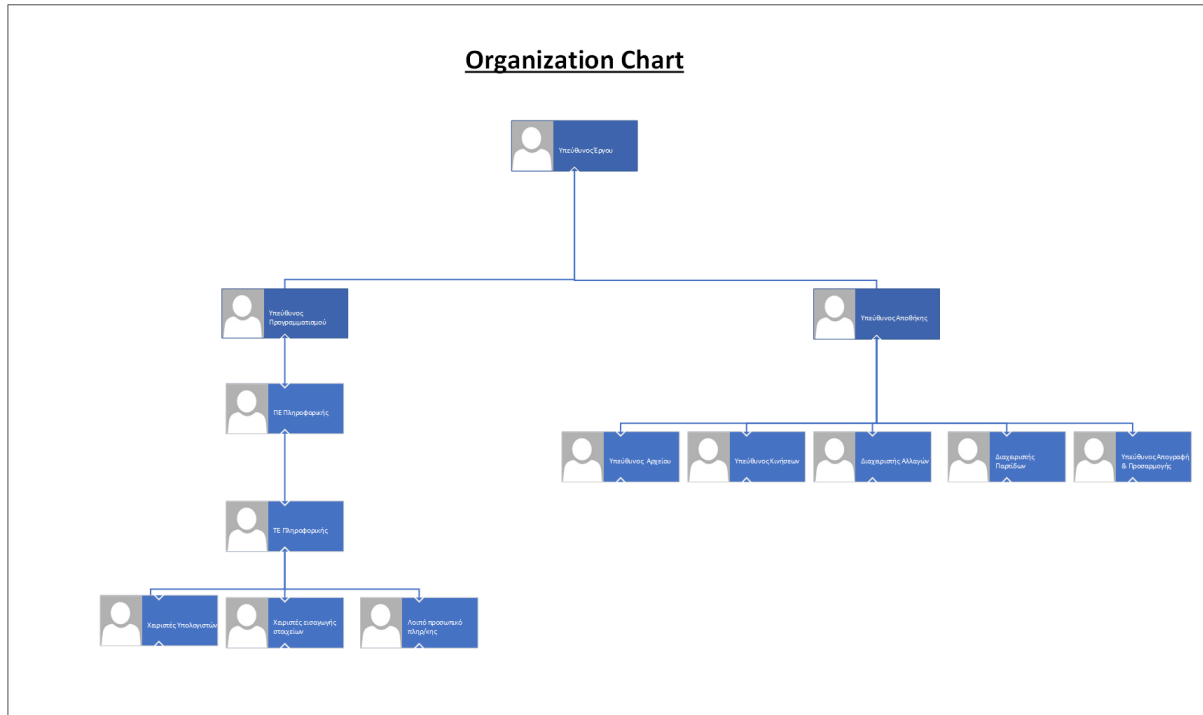 Organization Chart
Υπεύθυνος Έργου
Υπεύθυνος
Προγραμματισμού
Υπεύθυνος Αποθήκης
ΠΕ Πληροφορικής
Υπεύθυνος Αρχείου
Υπεύθυνος Κινήσεων
Διαχειριστής Αλλαγών
Διαχειριστής
Παρτίδων
Υπεύθυνος Απογραφή
& Προσαρμογής
ΤΕ Πληροφορικής
Χειριστές Υπολογιστών
Χειριστές εισαγωγής
στοιχείων
Λοιπό προσωπικό
πληρ/κης